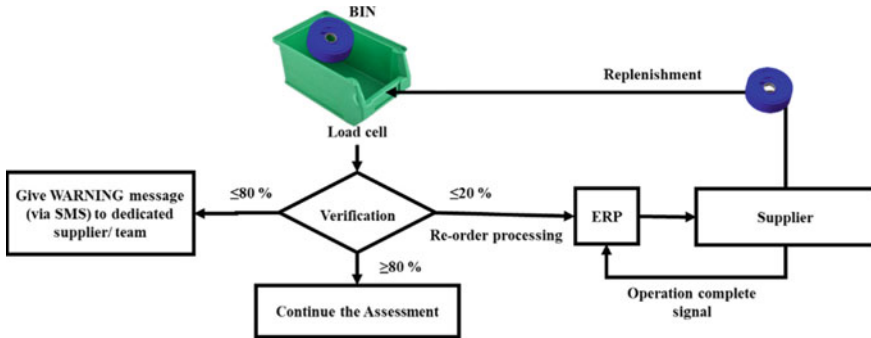 BIN
Replenishment
Load cell
≤80 %
≤20 %
Give WARNING message
(via SMS) to dedicated
supplier/ team
Verification
ERP
Supplier
Re-order processing
≥80 %
Continue the Assessment
Operation complete
signal